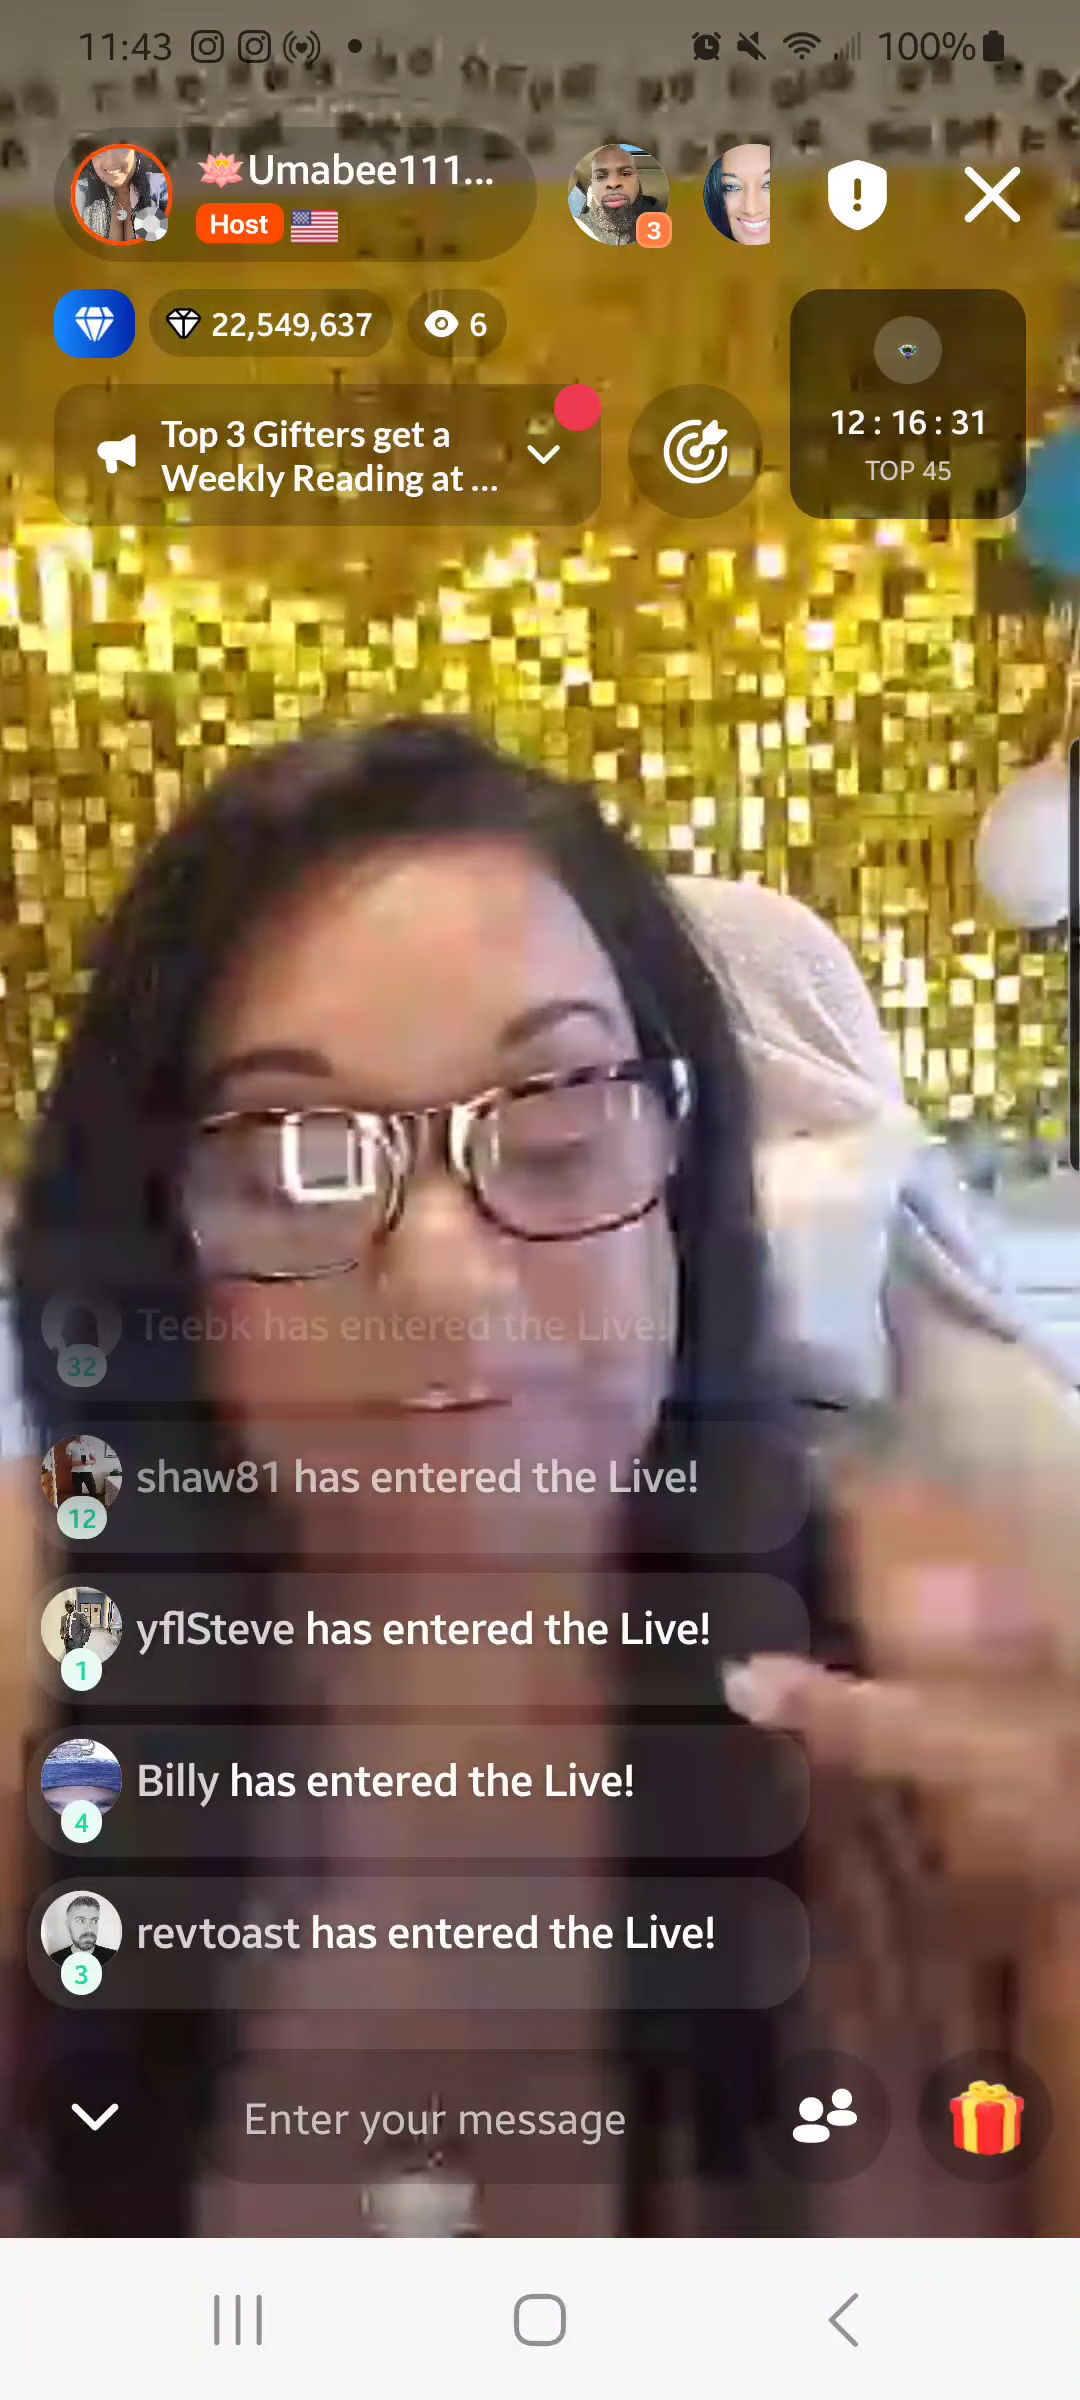 11:43
100%
🪷Umabee111...
Host
3
22,549,637
6
12 : 16 : 31
TOP 45
Top 3 Gifters get a
Weekly Reading at ...
Teebk has entered the Live!
32
shaw81 has entered the Live!
12
yflSteve has entered the Live!
1
Billy has entered the Live!
4
revtoast has entered the Live!
3
Enter your message